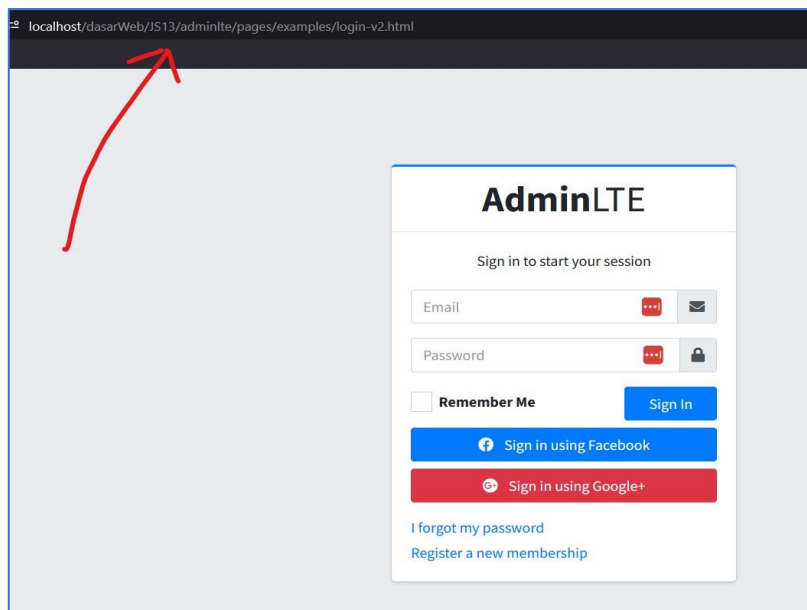 localhost/dasarWeb/JS13/adminlte/pages/examples/login-v2.html
AdminLTE
Sign in to start your session
Email
Password
Remember Me
Sign In
Sign in using Facebook
Sign in using Google+
I forgot my password
Register a new membership